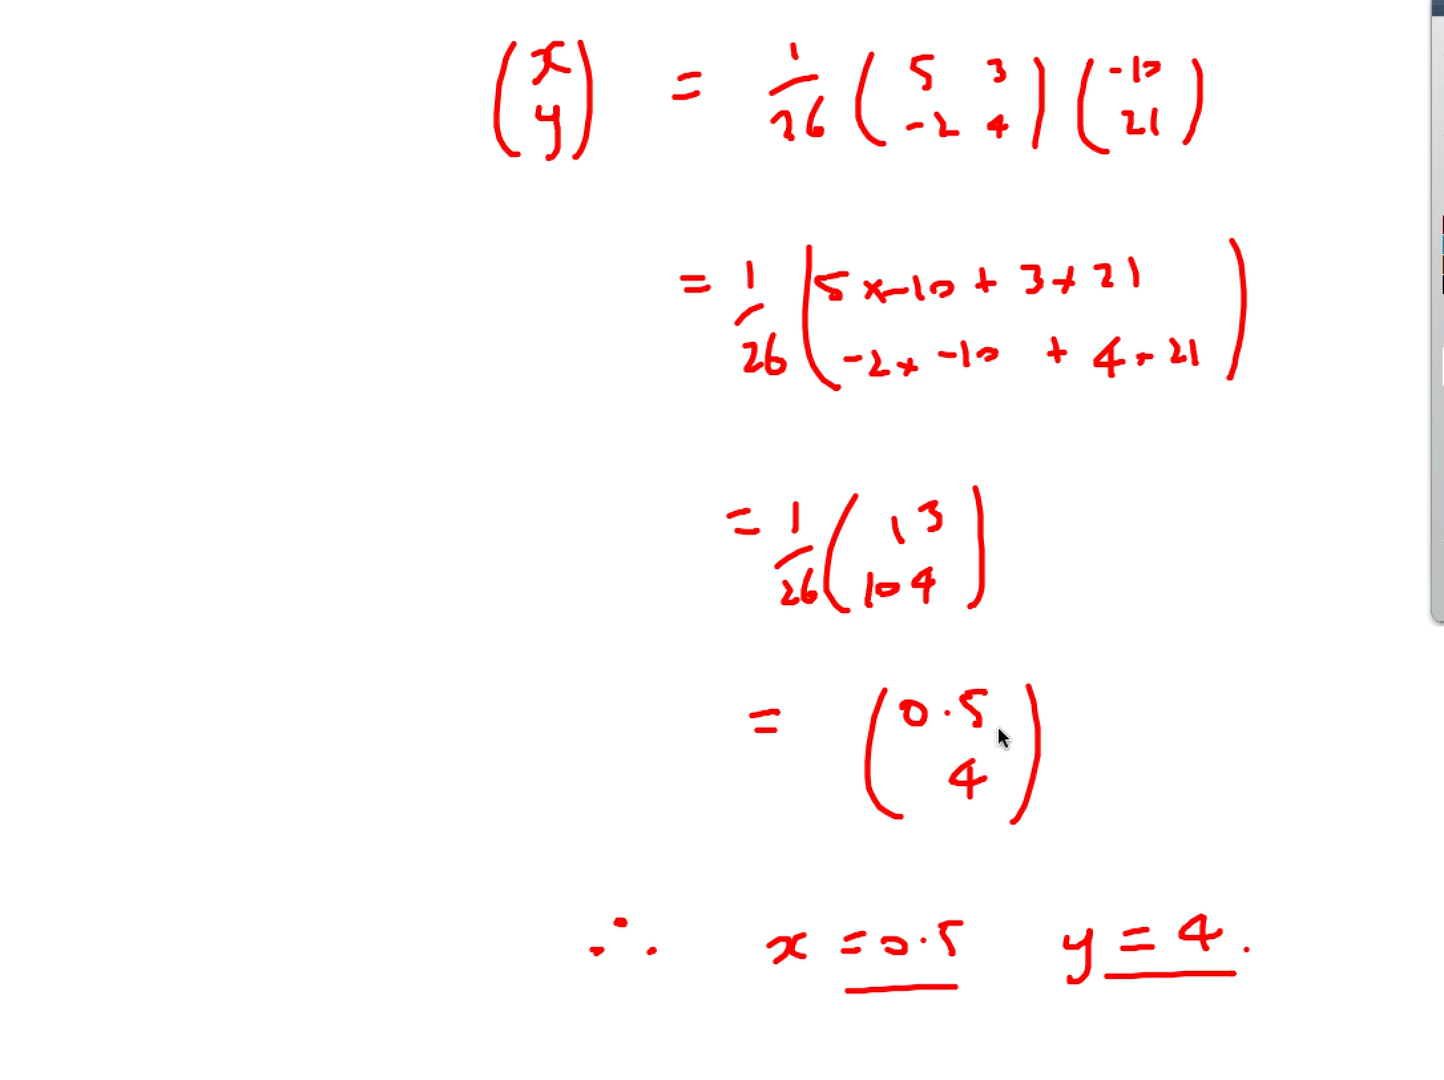 (x y) = 1/26 (5 3 -2 4) (-10 21)
= 1/26 (5 x -10 + 3 x 21 -2 x -10 + 4 x 21)
= 1/26 (13 104)
= (0.5 4)
∴ x = 0.5 y = 4.